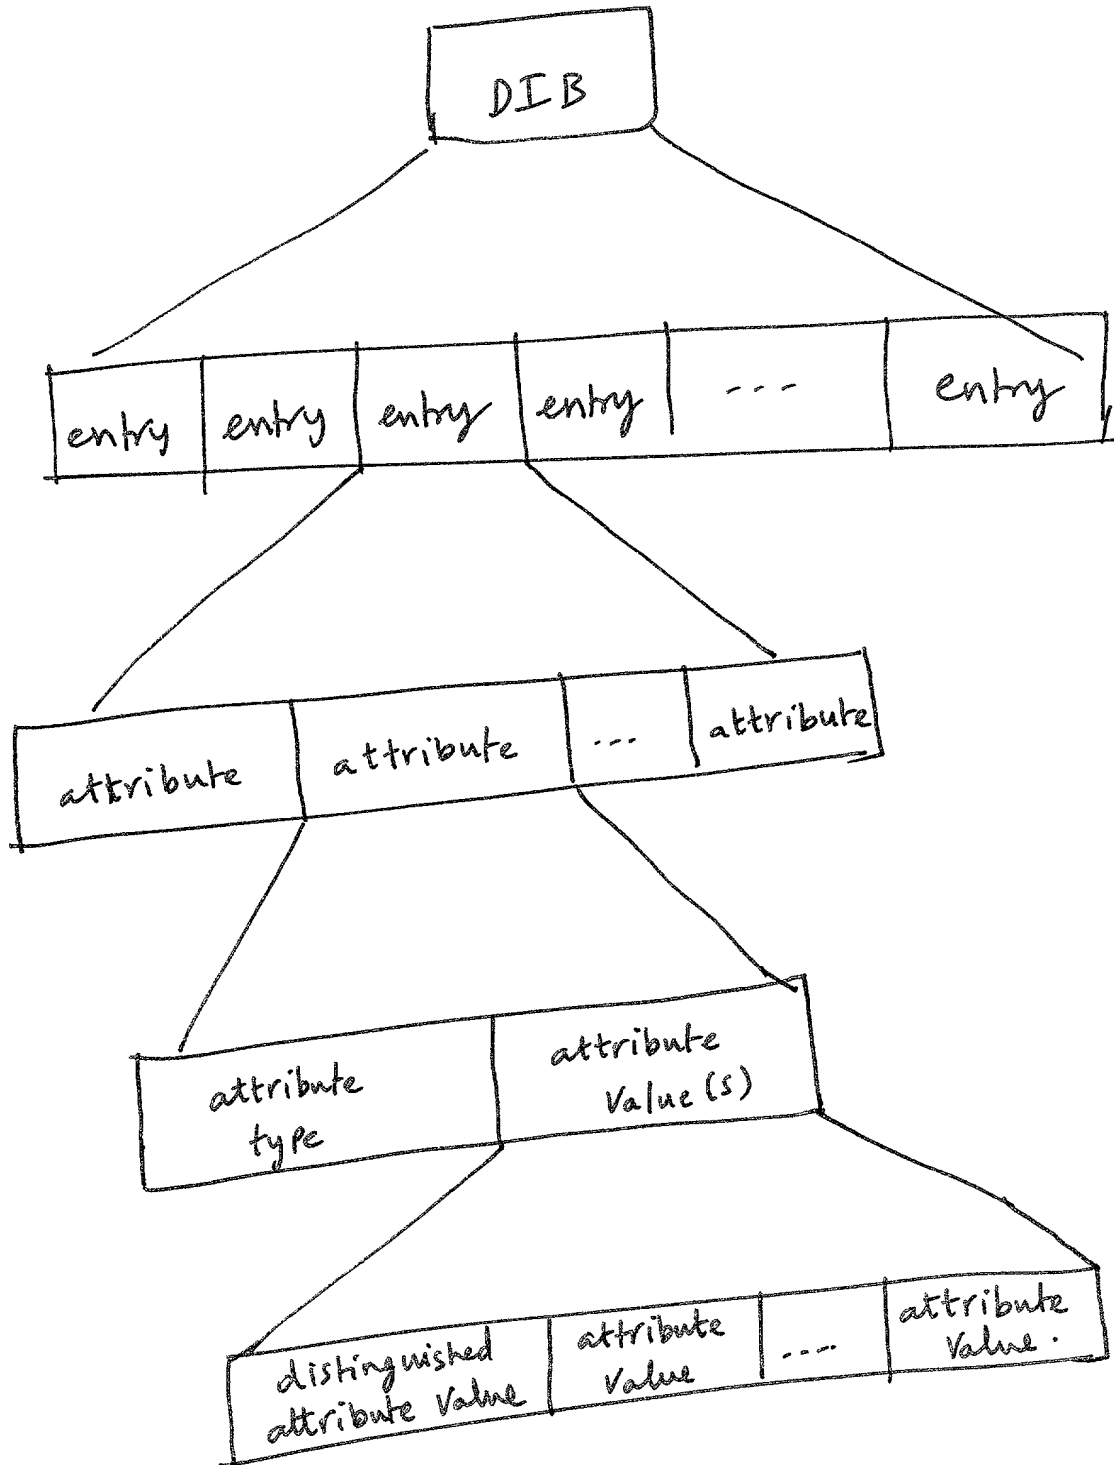 DIB
entry entry entry entry --- entry
attribute attribute ... attribute
attribute attribute
type value(s)
distinguished attribute .... attribute
attribute value value value.